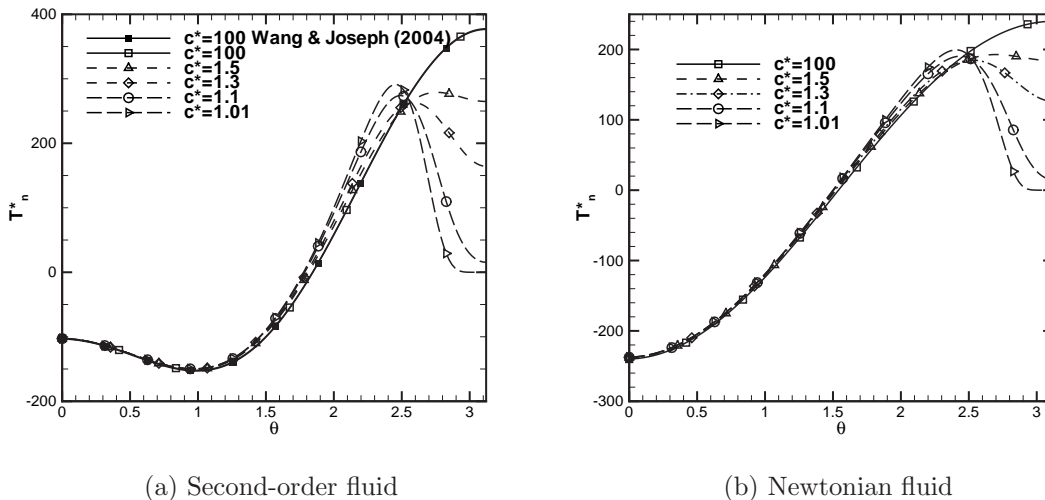 400
300
200
100
0
-100
-200
T*n
c*=100 Wang & Joseph (2004)
c*=100
c*=1.5
c*=1.3
c*=1.1
c*=1.01
0 0.5 1 1.5 2 2.5 3
θ
(a) Second-order fluid
200
100
0
-100
-200
-300
T*n
c*=100
c*=1.5
c*=1.3
c*=1.1
c*=1.01
0 0.5 1 1.5 2 2.5 3
θ
(b) Newtonian fluid